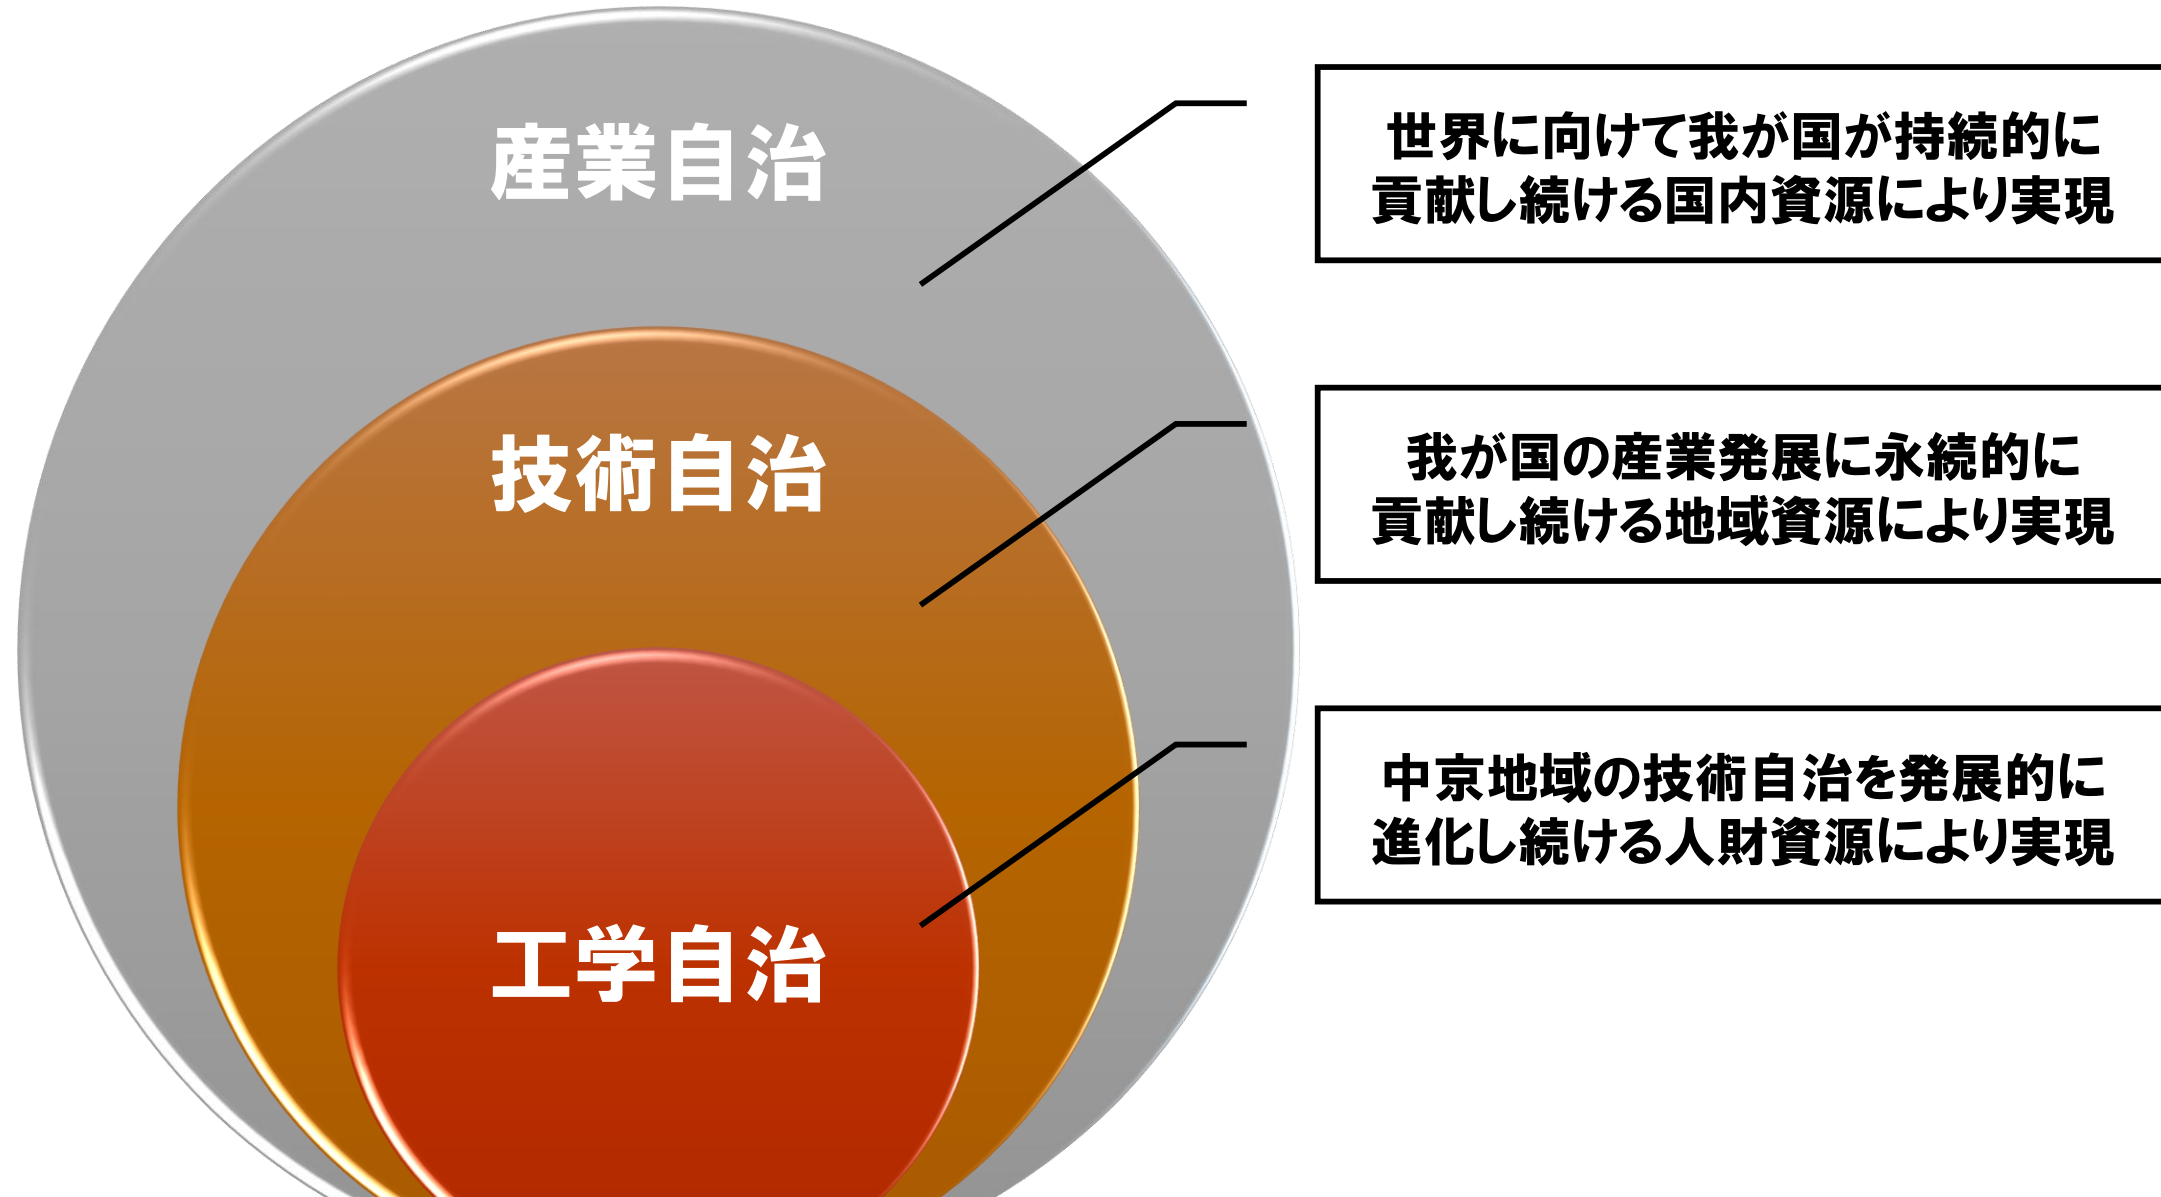 産業自治
世界に向けて我が国が持続的に
貢献し続ける国内資源により実現
技術自治
我が国の産業発展に永続的に
貢献し続ける地域資源により実現
工学自治
中京地域の技術自治を発展的に
進化し続ける人財資源により実現